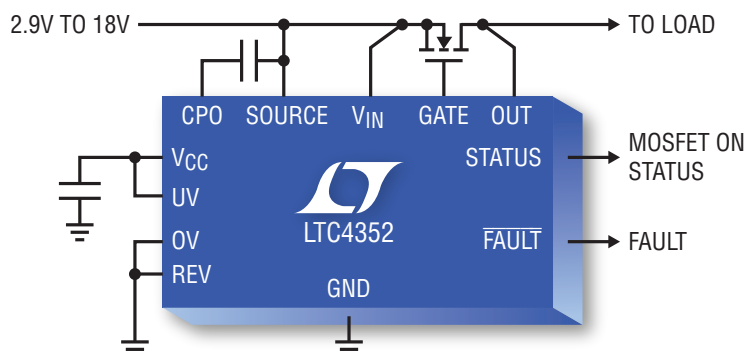 2.9V TO 18V
TO LOAD
CPO SOURCE VIN GATE OUT
VCC
STATUS
MOSFET ON
STATUS
UV
LTC4352
OV
FAULT
FAULT
REV
GND